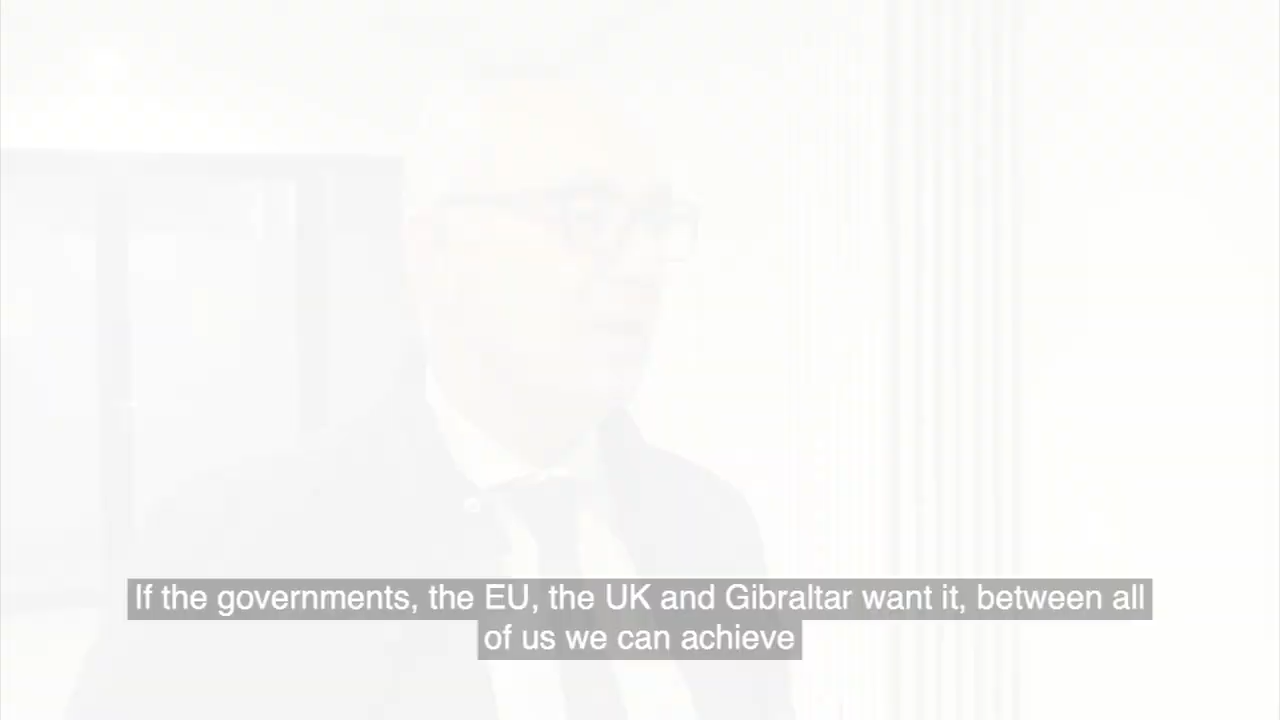 If the governments, the EU, the UK and Gibraltar want it, between all
of us we can achieve